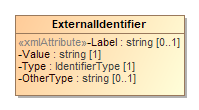 ExternalIdentifier
«xmlAttribute»-Label : string [0..1]
-Value : string [1]
-Type : IdentifierType [1]
-OtherType : string [0..1]